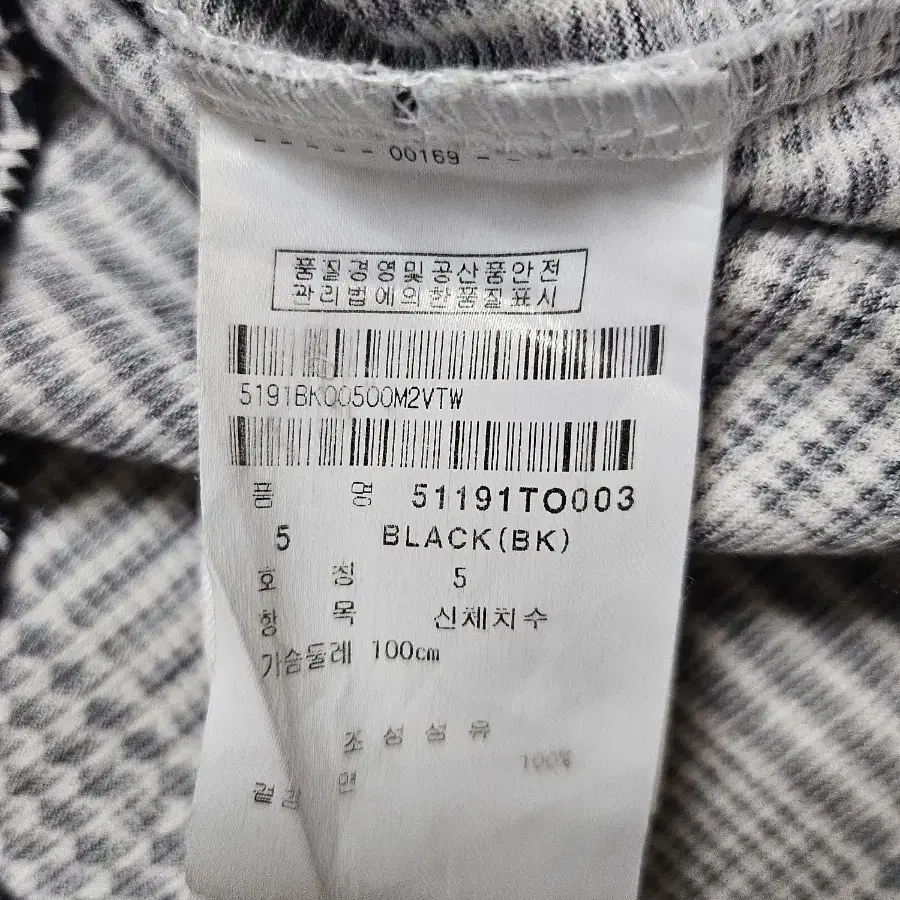 - - - - - 00169 - - - - -
품질경영및공산품안전
관리법에의한품질표시
5191BK00500M2VTW
품 명 51191TO003
5 BLACK(BK)
호 칭 5
항 목 신체치수
가슴둘레 100cm
조 성 섬 유
100%
겉감 면